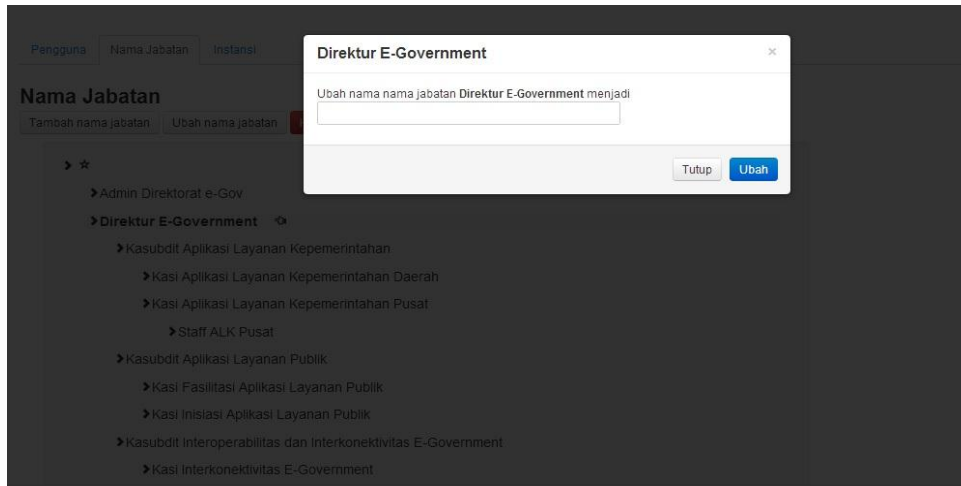 Pengguna
Nama Jabatan
Instansi
Direktur E-Government
×
Nama Jabatan
Ubah nama nama jabatan Direktur E-Government menjadi
Tambah nama jabatan
Ubah nama jabatan
Tutup
Ubah
Admin Direktorat e-Gov
Direktur E-Government
Kasubdit Aplikasi Layanan Kepemerintahan
Kasi Aplikasi Layanan Kepemerintahan Daerah
Kasi Aplikasi Layanan Kepemerintahan Pusat
Staff ALK Pusat
Kasubdit Aplikasi Layanan Publik
Kasi Fasilitasi Aplikasi Layanan Publik
Kasi Inisiasi Aplikasi Layanan Publik
Kasubdit Interoperabilitas dan Interkonektivitas E-Government
Kasi Interkonektivitas E-Government